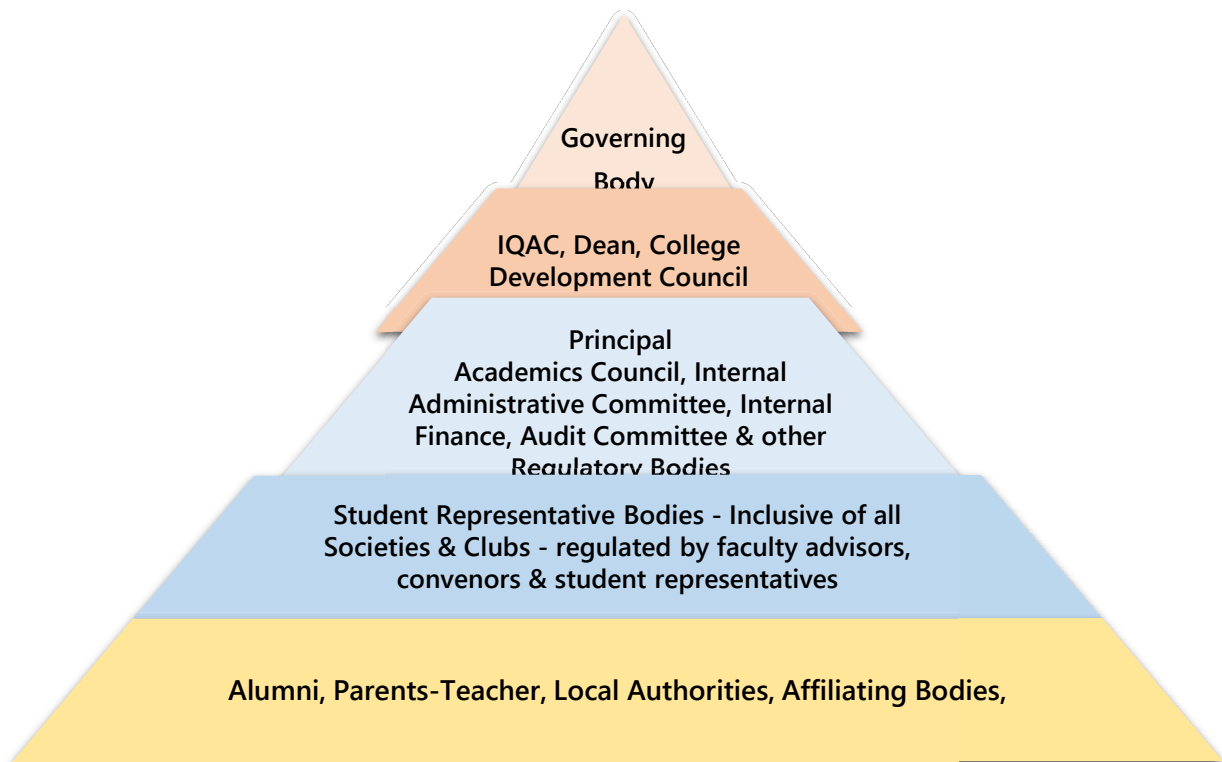 Governing
Body
IQAC, Dean, College
Development Council
Principal
Academics Council, Internal
Administrative Committee, Internal
Finance, Audit Committee & other
Regulatory Bodies
Student Representative Bodies - Inclusive of all
Societies & Clubs - regulated by faculty advisors,
convenors & student representatives
Alumni, Parents-Teacher, Local Authorities, Affiliating Bodies,